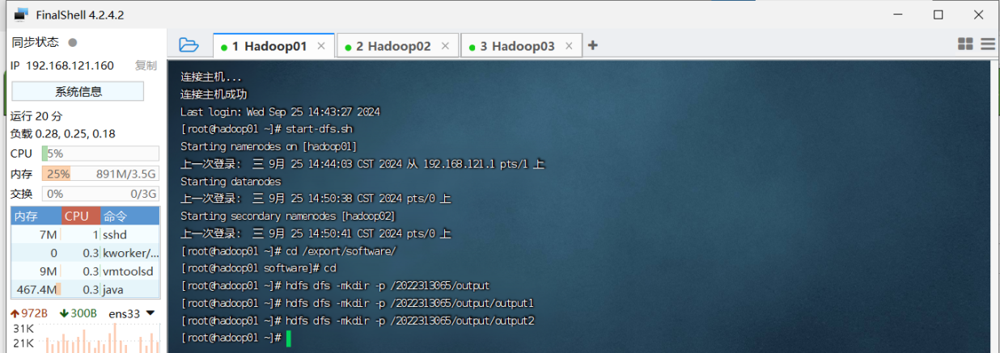 FinalShell 4.2.4.2
同步状态
IP 192.168.121.160 复制
系统信息
运行 20 分
负载 0.28, 0.25, 0.18
CPU 5%
内存 25% 891M/3.5G
交换 0% 0/3G
内存 CPU 命令
7M 1 sshd
0 0.3 kworker/...
9M 0.3 vmtoolsd
467.4M 0.3 java
972B 300B ens33
31K
21K
1 Hadoop01
2 Hadoop02
3 Hadoop03
连接主机...
连接主机成功
Last login: Wed Sep 25 14:43:27 2024
[root@hadoop01 ~]# start-dfs.sh
Starting namenodes on [hadoop01]
上一次登录: 三 9月 25 14:44:03 CST 2024 从 192.168.121.1 pts/1 上
Starting datanodes
上一次登录: 三 9月 25 14:50:38 CST 2024 pts/0 上
Starting secondary namenodes [hadoop02]
上一次登录: 三 9月 25 14:50:41 CST 2024 pts/0 上
[root@hadoop01 ~]# cd /export/software/
[root@hadoop01 software]# cd
[root@hadoop01 ~]# hdfs dfs -mkdir -p /2022313065/output
[root@hadoop01 ~]# hdfs dfs -mkdir -p /2022313065/output/output1
[root@hadoop01 ~]# hdfs dfs -mkdir -p /2022313065/output/output2
[root@hadoop01 ~]#